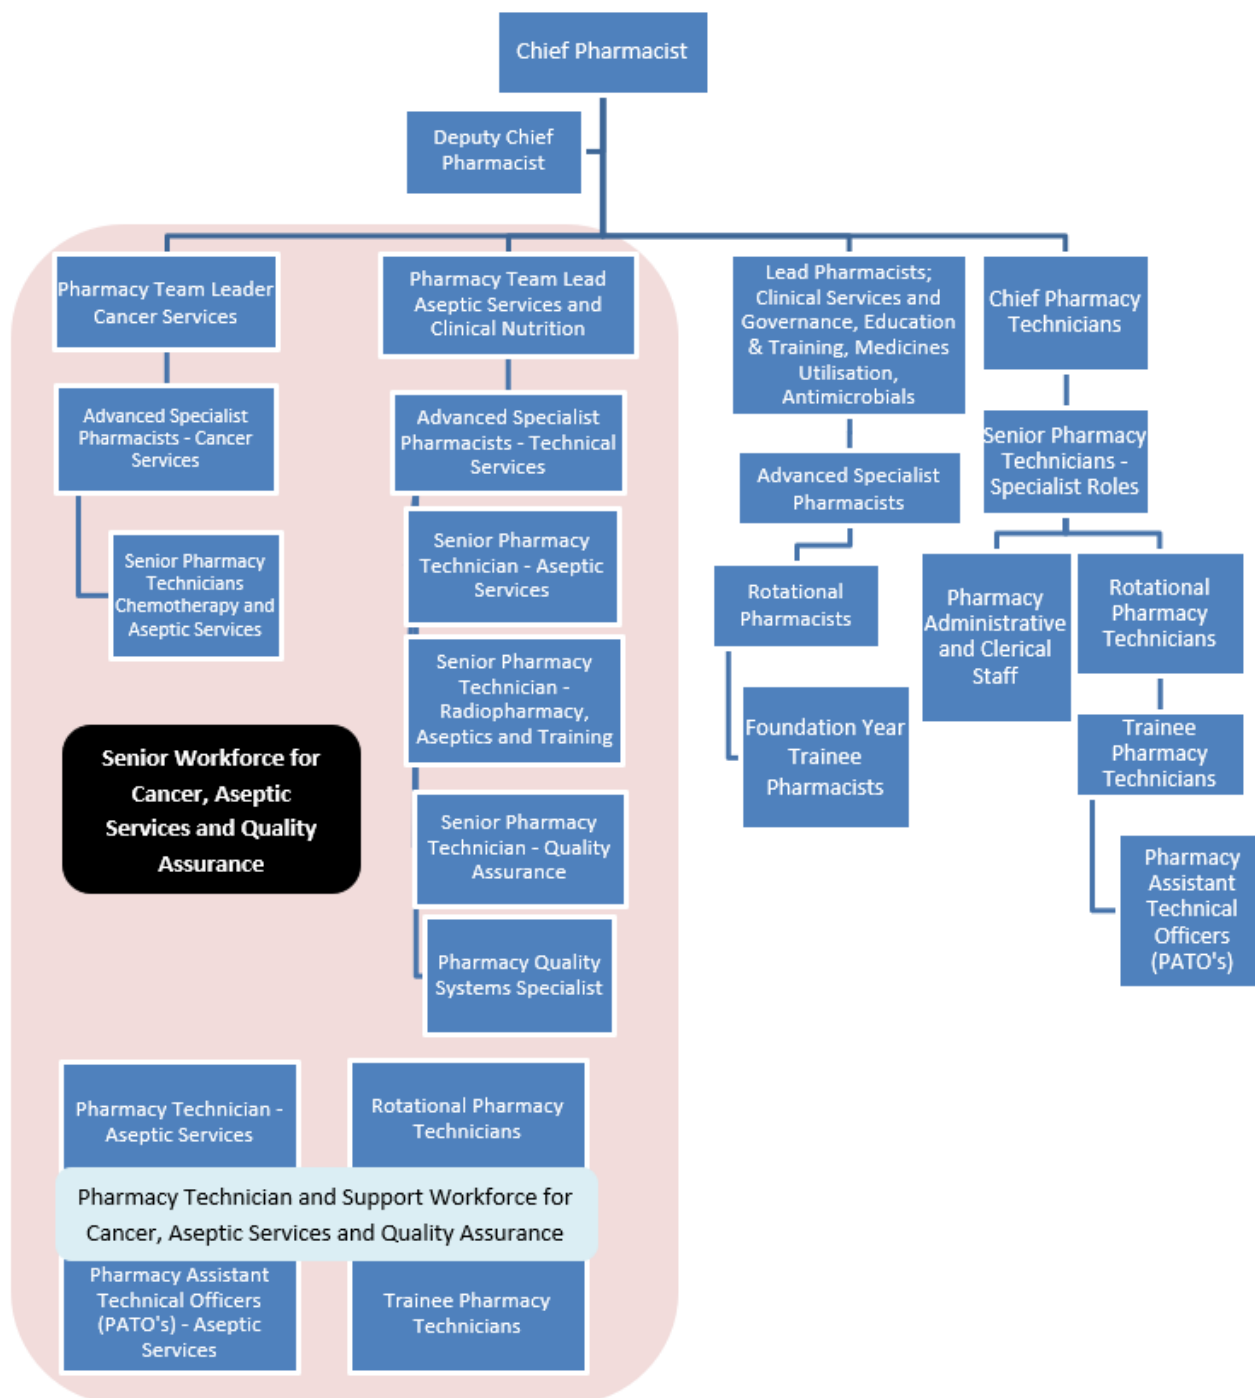 Chief Pharmacist
Deputy Chief
Pharmacist
Pharmacy Team Leader
Cancer Services
Advanced Specialist
Pharmacists - Cancer
Services
Senior Pharmacy
Technicians
Chemotherapy and
Aseptic Services
Pharmacy Team Lead
Aseptic Services and
Clinical Nutrition
Advanced Specialist
Pharmacists - Technical
Services
Senior Pharmacy
Technician - Aseptic
Services
Senior Pharmacy
Technician -
Radiopharmacy,
Aseptics and Training
Senior Pharmacy
Technician - Quality
Assurance
Pharmacy Quality
Systems Specialist
Lead Pharmacists;
Clinical Services and
Governance, Education
& Training, Medicines
Utilisation,
Antimicrobials
Advanced Specialist
Pharmacists
Rotational
Pharmacists
Foundation Year
Trainee
Pharmacists
Chief Pharmacy
Technicians
Senior Pharmacy
Technicians -
Specialist Roles
Pharmacy
Administrative
and Clerical
Staff
Rotational
Pharmacy
Technicians
Trainee
Pharmacy
Technicians
Pharmacy
Assistant
Technical
Officers
(PATO's)
Senior Workforce for
Cancer, Aseptic
Services and Quality
Assurance
Pharmacy Technician -
Aseptic Services
Rotational Pharmacy
Technicians
Pharmacy Technician and Support Workforce for
Cancer, Aseptic Services and Quality Assurance
Pharmacy Assistant
Technical Officers
(PATO's) - Aseptic
Services
Trainee Pharmacy
Technicians